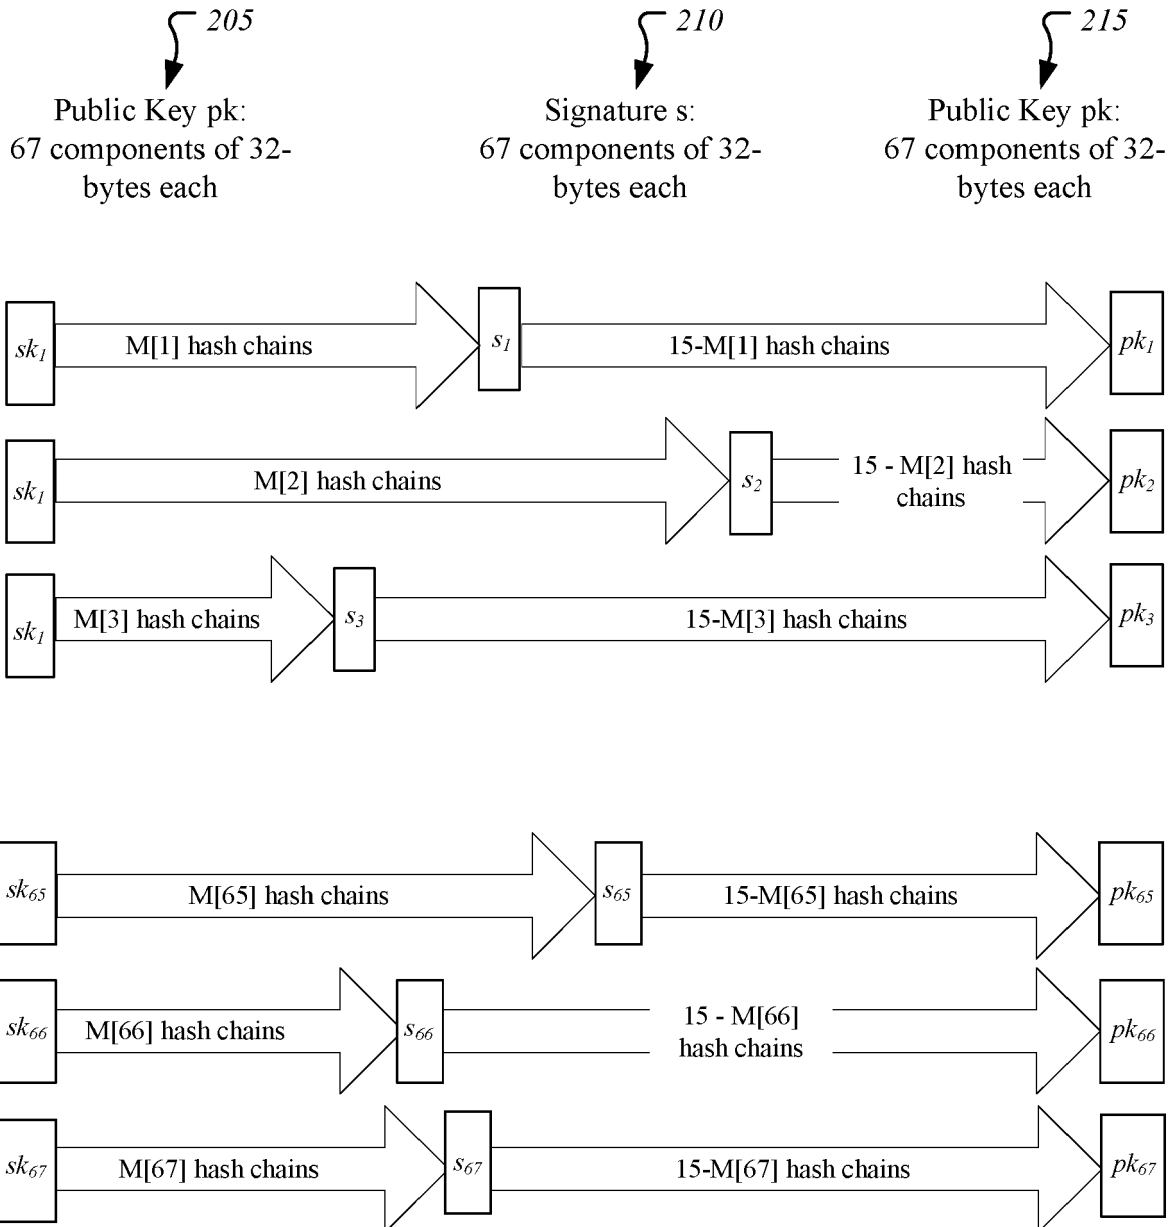 205
210
215
Public Key pk:
67 components of 32-
bytes each
Signature s:
67 components of 32-
bytes each
Public Key pk:
67 components of 32-
bytes each
sk1
M[1] hash chains
s1
15-M[1] hash chains
pk1
sk1
M[2] hash chains
s2
15 - M[2] hash
chains
pk2
sk1
M[3] hash chains
s3
15-M[3] hash chains
pk3
sk65
M[65] hash chains
s65
15-M[65] hash chains
pk65
sk66
M[66] hash chains
s66
15 - M[66]
hash chains
pk66
sk67
M[67] hash chains
s67
15-M[67] hash chains
pk67